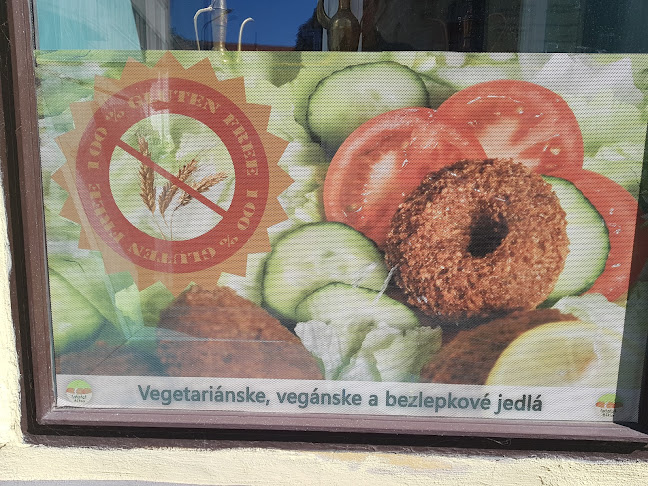 100 % GLUTEN FREE 100 % GLUTEN FREE
Vegetariánske, vegánske a bezlepkové jedlá